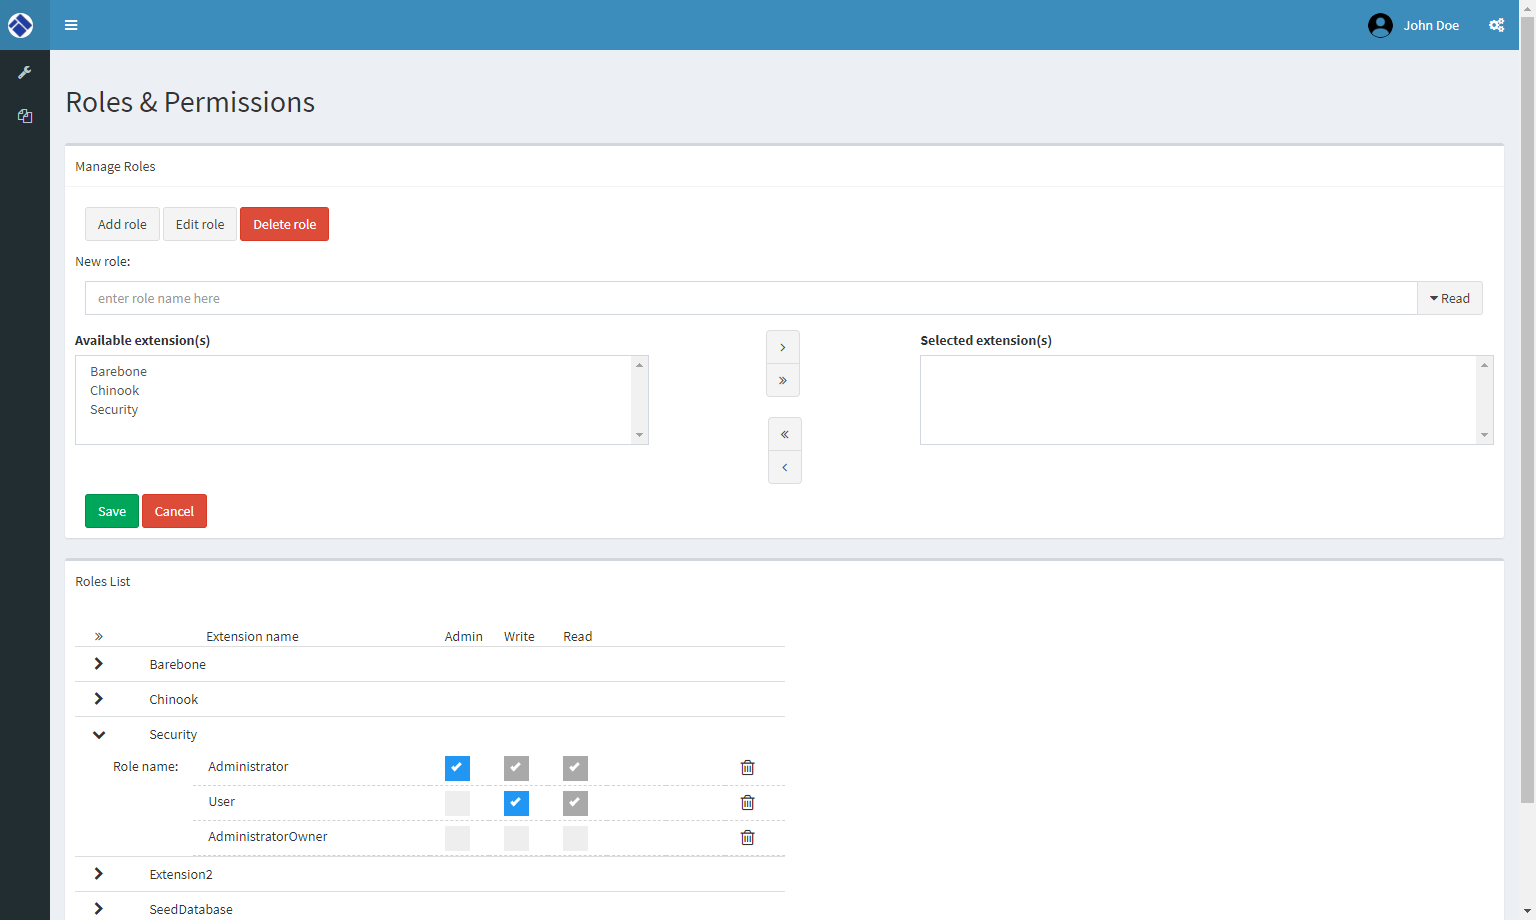 John Doe
Roles & Permissions
Manage Roles
Add role Edit role Delete role
New role:
enter role name here Read
Available extension(s) Selected extension(s)
Barebone
Chinook
Security
Save Cancel
Roles List
Extension name Admin Write Read
Barebone
Chinook
Security
Role name: Administrator
User
AdministratorOwner
Extension2
SeedDatabase